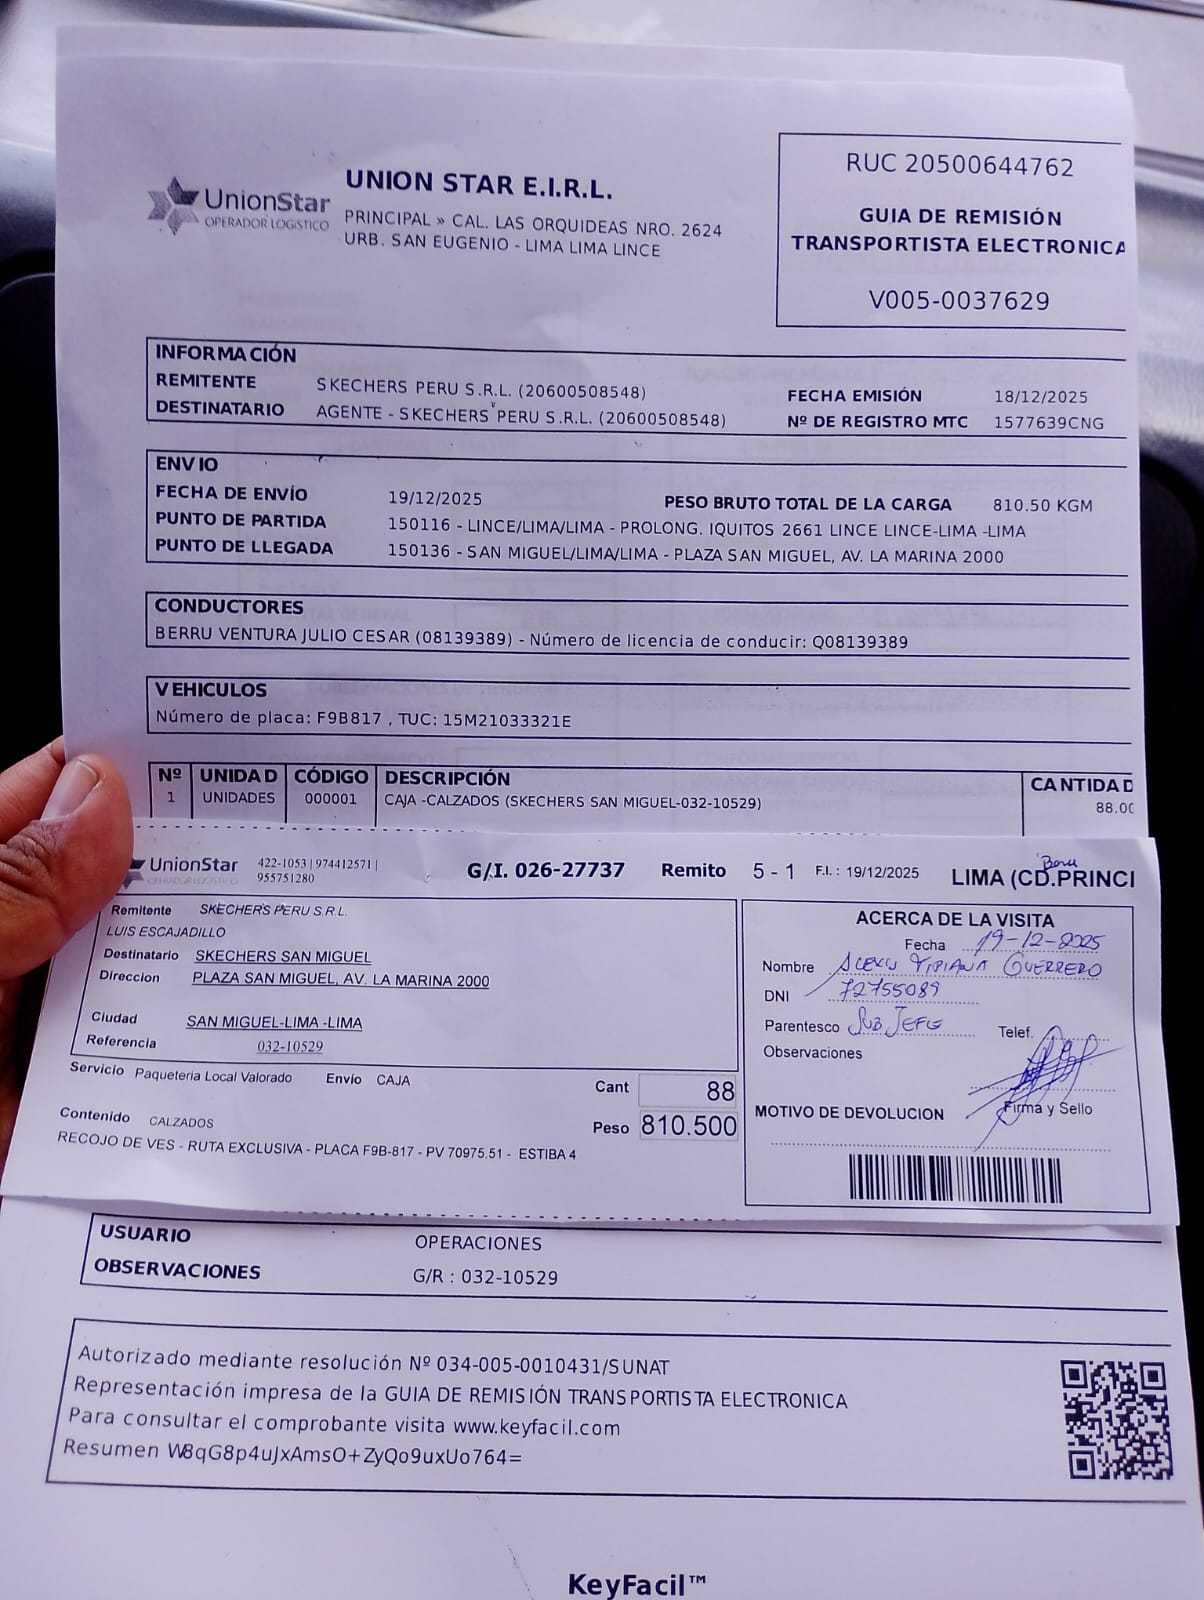 UnionStar
OPERADOR LOGISTICO
UNION STAR E.I.R.L.
PRINCIPAL » CAL. LAS ORQUIDEAS NRO. 2624
URB. SAN EUGENIO - LIMA LIMA LINCE
RUC 20500644762
GUIA DE REMISIÓN
TRANSPORTISTA ELECTRONICA
V005-0037629
INFORMACIÓN
REMITENTE SKECHERS PERU S.R.L. (20600508548)
DESTINATARIO AGENTE - SKECHERS PERU S.R.L. (20600508548)
FECHA EMISIÓN 18/12/2025
Nº DE REGISTRO MTC 1577639CNG
ENVIO
FECHA DE ENVÍO 19/12/2025 PESO BRUTO TOTAL DE LA CARGA 810.50 KGM
PUNTO DE PARTIDA 150116 - LINCE/LIMA/LIMA - PROLONG. IQUITOS 2661 LINCE LINCE-LIMA -LIMA
PUNTO DE LLEGADA 150136 - SAN MIGUEL/LIMA/LIMA - PLAZA SAN MIGUEL, AV. LA MARINA 2000
CONDUCTORES
BERRU VENTURA JULIO CESAR (08139389) - Número de licencia de conducir: Q08139389
VEHICULOS
Número de placa: F9B817 , TUC: 15M21033321E
Nº UNIDAD CÓDIGO DESCRIPCIÓN CANTIDAD
1 UNIDADES 000001 CAJA -CALZADOS (SKECHERS SAN MIGUEL-032-10529) 88.00
UnionStar
OPERADOR LOGISTICO
422-1053 | 974412571 |
955751280
G/I. 026-27737 Remito 5 - 1 F.I.: 19/12/2025 LIMA (CD.PRINCI
Berru
Remitente SKECHERS PERU S.R.L.
LUIS ESCAJADILLO
Destinatario SKECHERS SAN MIGUEL
Direccion PLAZA SAN MIGUEL, AV. LA MARINA 2000
Ciudad SAN MIGUEL-LIMA -LIMA
Referencia 032-10529
Servicio Paqueteria Local Valorado Envio CAJA
Cant 88
Contenido CALZADOS
Peso 810.500
RECOJO DE VES - RUTA EXCLUSIVA - PLACA F9B-817 - PV 70975.51 - ESTIBA 4
ACERCA DE LA VISITA
Fecha 19-12-2025
Nombre GUERRERO
DNI 72755089
Parentesco SUB JEFE Telef.
Observaciones
Firma y Sello
MOTIVO DE DEVOLUCION
USUARIO OPERACIONES
OBSERVACIONES G/R : 032-10529
Autorizado mediante resolución Nº 034-005-0010431/SUNAT
Representación impresa de la GUIA DE REMISIÓN TRANSPORTISTA ELECTRONICA
Para consultar el comprobante visita www.keyfacil.com
Resumen W8qG8p4uJxAmsO+ZyQo9uxUo764=
KeyFacil™